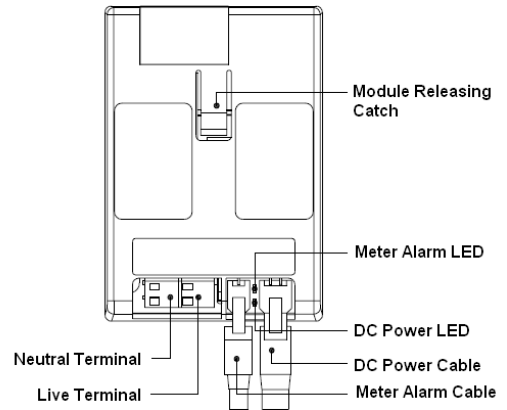 Module Releasing
Catch
Meter Alarm LED
DC Power LED
Neutral Terminal
DC Power Cable
Live Terminal
Meter Alarm Cable